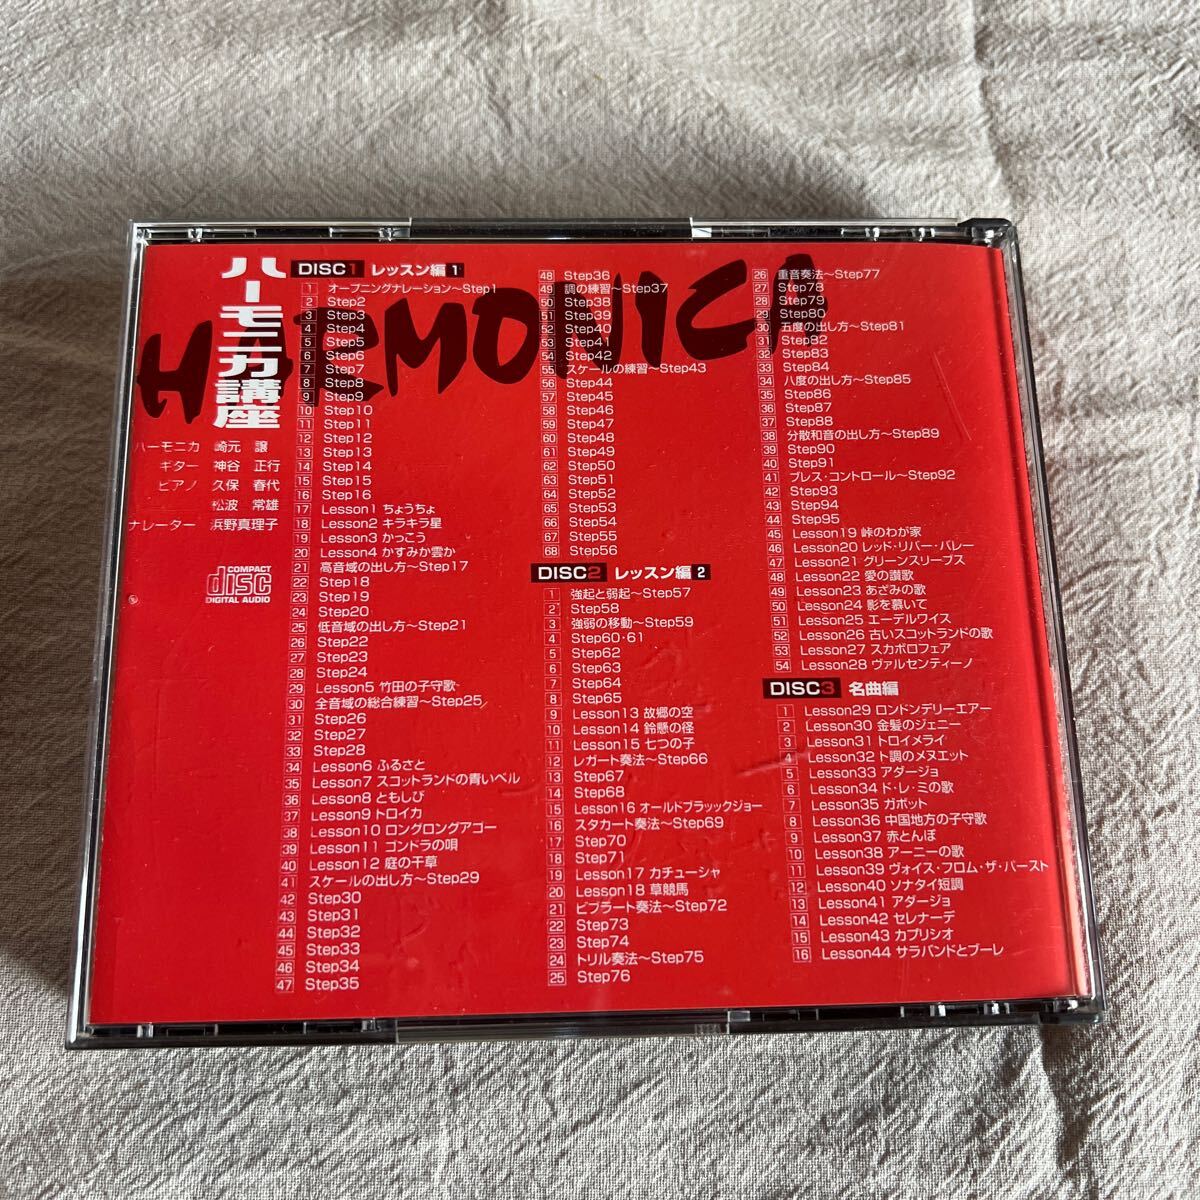 HARMONICA
ハーモニカ講座
ハーモニカ 崎元 譲
ギター 神谷 正行
ピアノ 久保 春代
松波 常雄
ナレーター 浜野真理子
COMPACT
disc
DIGITAL AUDIO
DISC1 レッスン編1
1 オープニングナレーション〜Step1
2 Step2
3 Step3
4 Step4
5 Step5
6 Step6
7 Step7
8 Step8
9 Step9
10 Step10
11 Step11
12 Step12
13 Step13
14 Step14
15 Step15
16 Step16
17 Lesson1 ちょうちょ
18 Lesson2 キラキラ星
19 Lesson3 かっこう
20 Lesson4 かすみか雲か
21 高音域の出し方〜Step17
22 Step18
23 Step19
24 Step20
25 低音域の出し方〜Step21
26 Step22
27 Step23
28 Step24
29 Lesson5 竹田の子守歌
30 全音域の総合練習〜Step25
31 Step26
32 Step27
33 Step28
34 Lesson6 ふるさと
35 Lesson7 スコットランドの青いベル
36 Lesson8 ともしび
37 Lesson9 トロイカ
38 Lesson10 ロングロングアゴー
39 Lesson11 ゴンドラの唄
40 Lesson12 庭の千草
41 スケールの出し方〜Step29
42 Step30
43 Step31
44 Step32
45 Step33
46 Step34
47 Step35
48 Step36
49 調の練習〜Step37
50 Step38
51 Step39
52 Step40
53 Step41
54 Step42
55 スケールの練習〜Step43
56 Step44
57 Step45
58 Step46
59 Step47
60 Step48
61 Step49
62 Step50
63 Step51
64 Step52
65 Step53
66 Step54
67 Step55
68 Step56
DISC2 レッスン編2
1 強起と弱起〜Step57
2 Step58
3 強弱の移動〜Step59
4 Step60・61
5 Step62
6 Step63
7 Step64
8 Step65
9 Lesson13 故郷の空
10 Lesson14 鈴懸の径
11 Lesson15 七つの子
12 レガート奏法〜Step66
13 Step67
14 Step68
15 Lesson16 オールドブラックジョー
16 スタカート奏法〜Step69
17 Step70
18 Step71
19 Lesson17 カチューシャ
20 Lesson18 草競馬
21 ビブラート奏法〜Step72
22 Step73
23 Step74
24 トリル奏法〜Step75
25 Step76
26 重音奏法〜Step77
27 Step78
28 Step79
29 Step80
30 五度の出し方〜Step81
31 Step82
32 Step83
33 Step84
34 八度の出し方〜Step85
35 Step86
36 Step87
37 Step88
38 分散和音の出し方〜Step89
39 Step90
40 Step91
41 ブレス・コントロール〜Step92
42 Step93
43 Step94
44 Step95
45 Lesson19 峠のわが家
46 Lesson20 レッド・リバー・バレー
47 Lesson21 グリーンスリーブス
48 Lesson22 愛の讃歌
49 Lesson23 あざみの歌
50 Lesson24 影を慕いて
51 Lesson25 エーデルワイス
52 Lesson26 古いスコットランドの歌
53 Lesson27 スカボロフェア
54 Lesson28 ヴァルセンティーノ
DISC3 名曲編
1 Lesson29 ロンドンデリーエアー
2 Lesson30 金髪のジェニー
3 Lesson31 トロイメライ
4 Lesson32 ト調のメヌエット
5 Lesson33 アダージョ
6 Lesson34 ド・レ・ミの歌
7 Lesson35 ガボット
8 Lesson36 中国地方の子守歌
9 Lesson37 赤とんぼ
10 Lesson38 アーニーの歌
11 Lesson39 ヴォイス・フロム・ザ・パースト
12 Lesson40 ソナタイ短調
13 Lesson41 アダージョ
14 Lesson42 セレナーデ
15 Lesson43 カプリシオ
16 Lesson44 サラバンドとブーレ